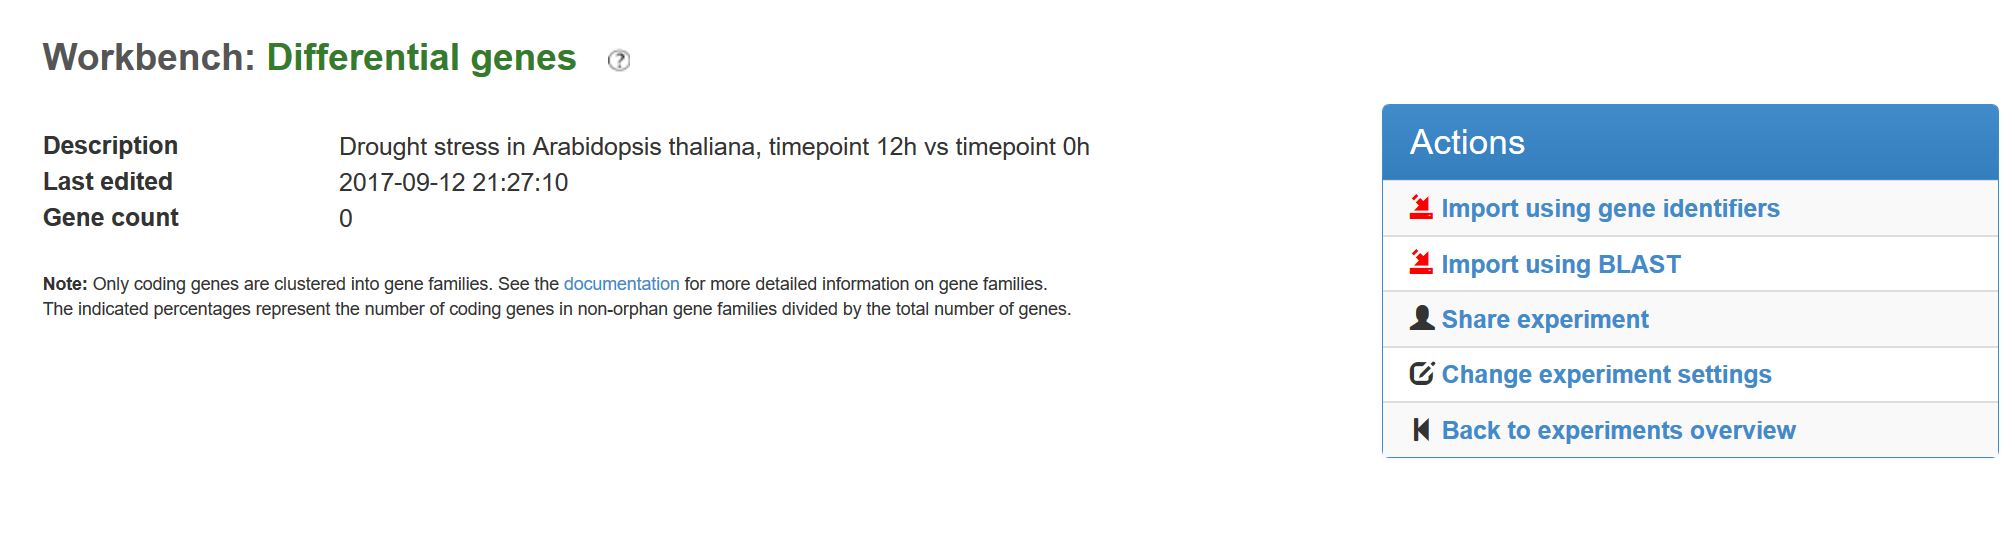 Workbench: Differential genes ?
Description Drought stress in Arabidopsis thaliana, timepoint 12h vs timepoint 0h
Last edited 2017-09-12 21:27:10
Gene count 0
Note: Only coding genes are clustered into gene families. See the documentation for more detailed information on gene families.
The indicated percentages represent the number of coding genes in non-orphan gene families divided by the total number of genes.
Actions
Import using gene identifiers
Import using BLAST
Share experiment
Change experiment settings
Back to experiments overview